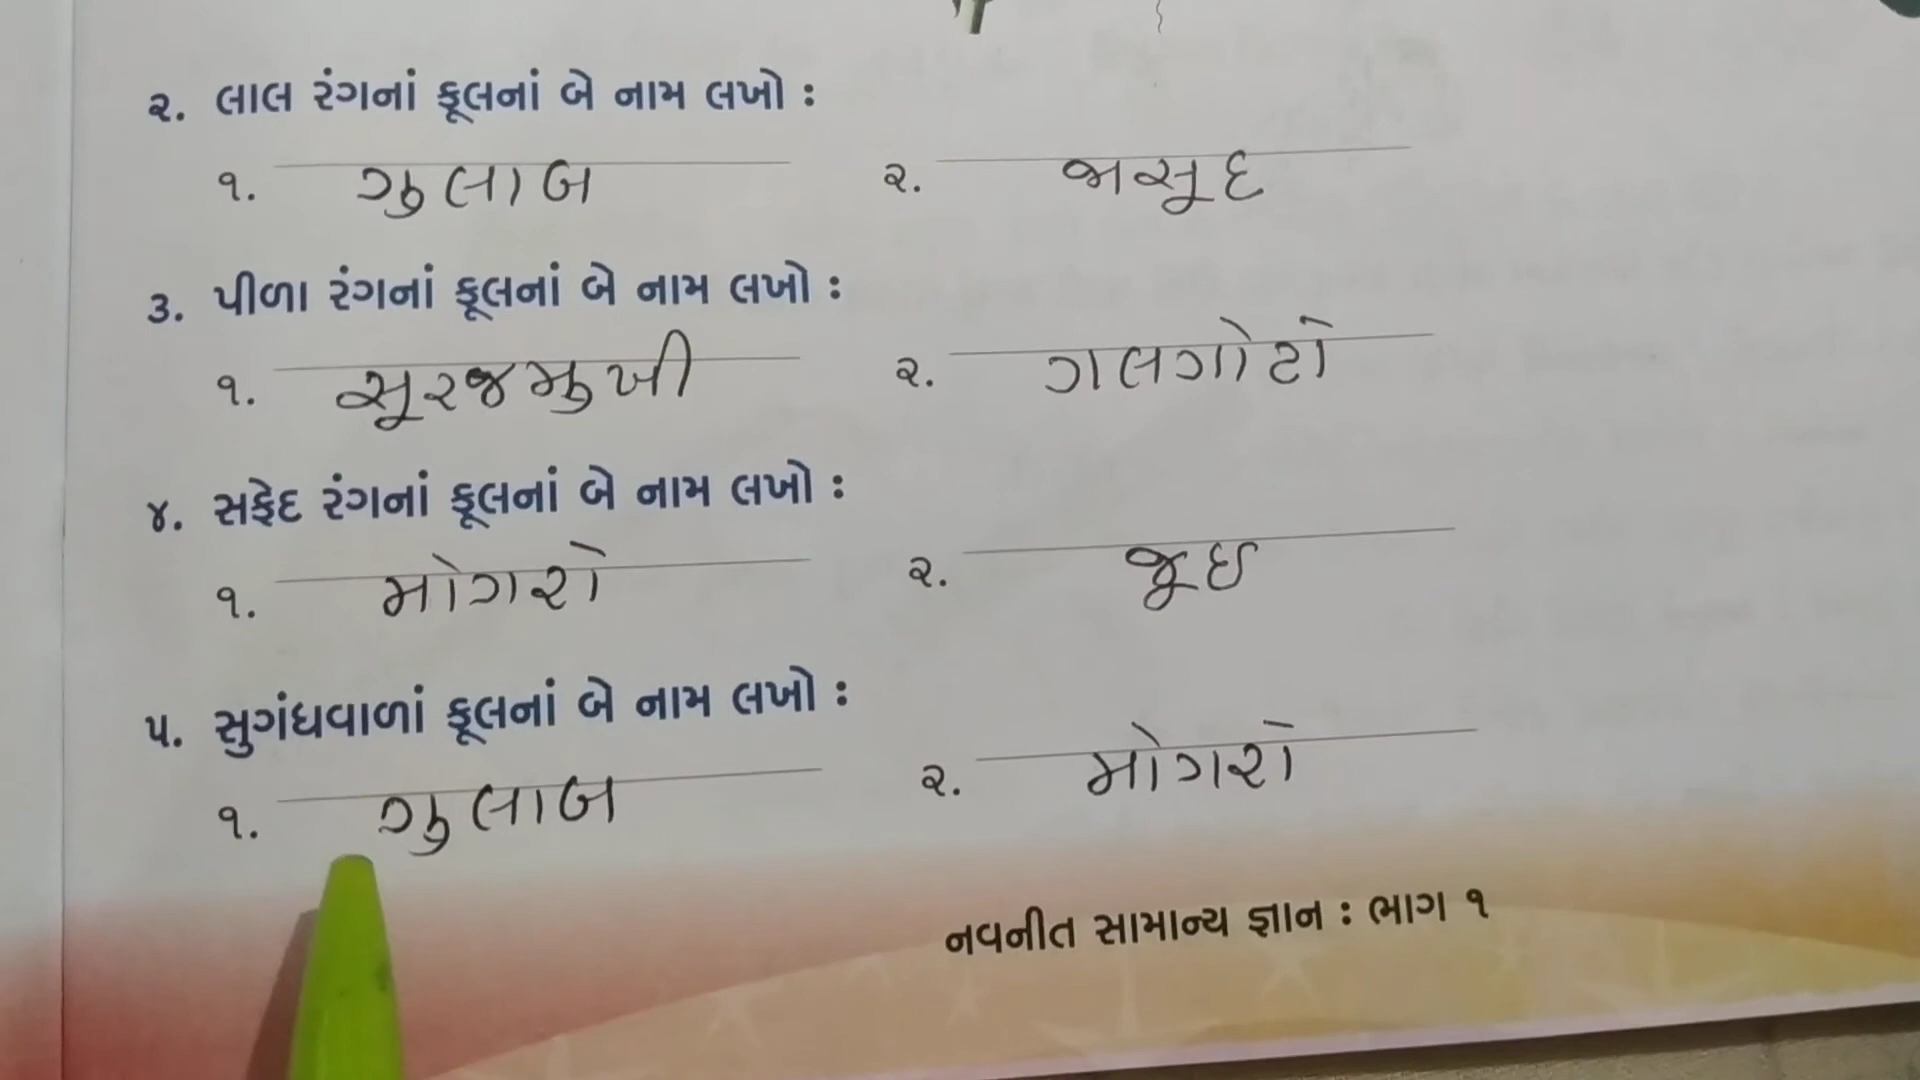 ૨. લાલ રંગનાં ફૂલનાં બે નામ લખો :
૧. ગુલાબ ૨. જાસૂદ
૩. પીળા રંગનાં ફૂલનાં બે નામ લખો :
૧. સૂરજમુખી ૨. ગલગોટો
૪. સફેદ રંગનાં ફૂલનાં બે નામ લખો :
૧. મોગરો ૨. જૂઇ
૫. સુગંધવાળાં ફૂલનાં બે નામ લખો :
૧. ગુલાબ ૨. મોગરો
નવનીત સામાન્ય જ્ઞાન : ભાગ ૧